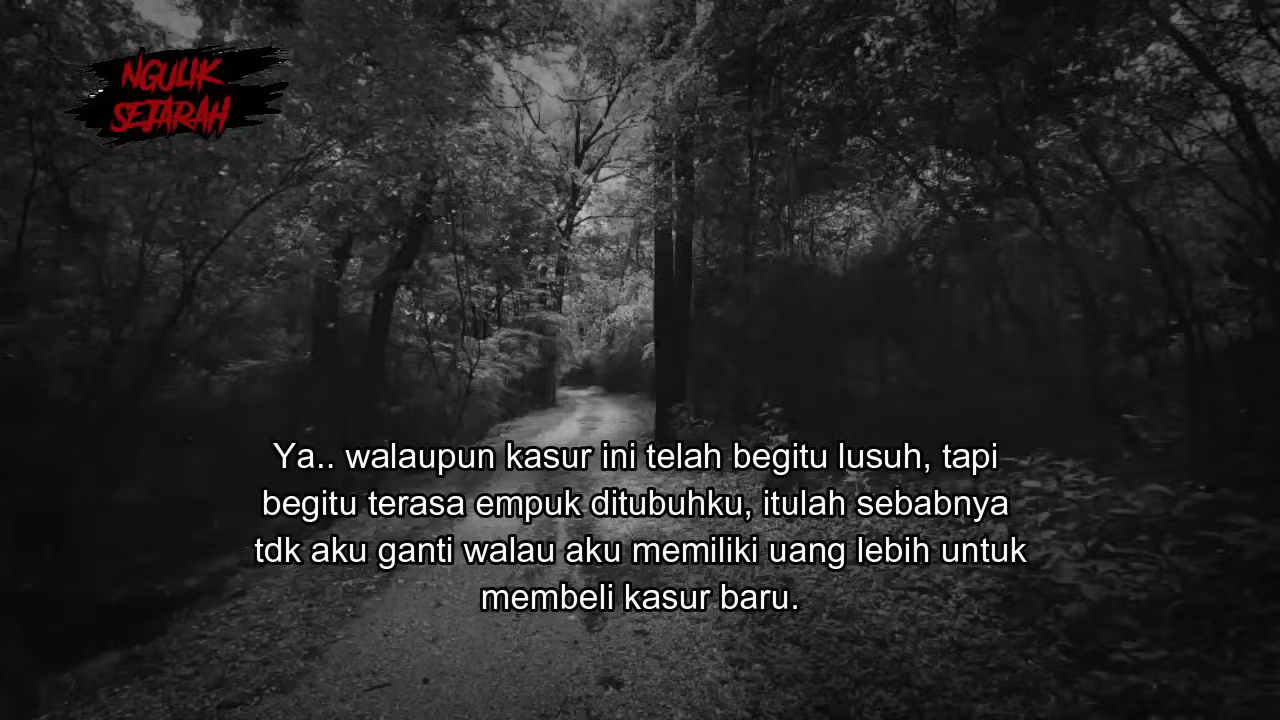 NGULIK
SEJARAH
Ya.. walaupun kasur ini telah begitu lusuh, tapi
begitu terasa empuk ditubuhku, itulah sebabnya
tdk aku ganti walau aku memiliki uang lebih untuk
membeli kasur baru.